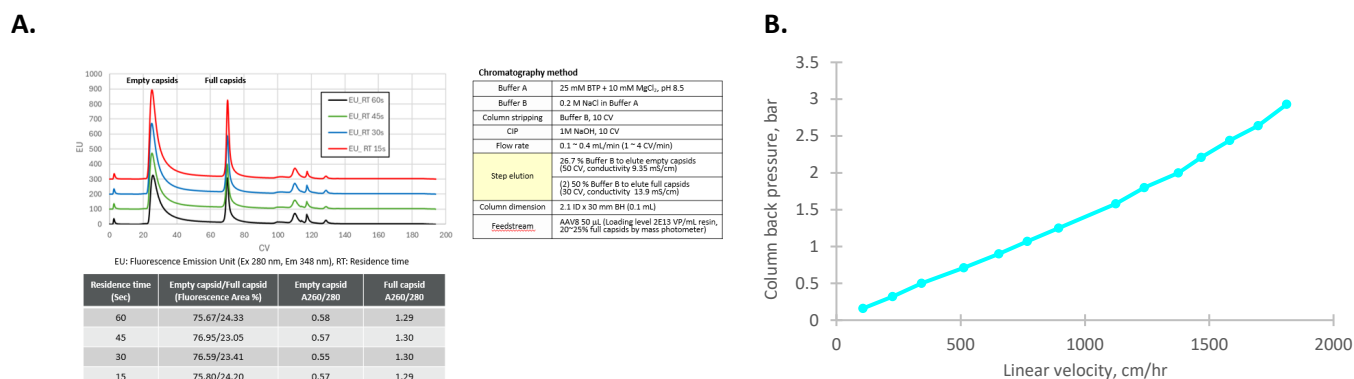 A.
Empty capsids
Full capsids
EU
1000
900
800
700
600
500
400
300
200
100
0
0
20
40
60
80
100
120
140
160
180
200
CV
EU_RT 60s
EU_RT 45s
EU_RT 30s
EU_ RT 15s
EU: Fluorescence Emission Unit (Ex 280 nm, Em 348 nm), RT: Residence time
Residence time (Sec)
Empty capsid/Full capsid (Fluorescence Area %)
Empty capsid A260/280
Full capsid A260/280
60
75.67/24.33
0.58
1.29
45
76.95/23.05
0.57
1.30
30
76.59/23.41
0.55
1.30
15
75.80/24.20
0.57
1.29
Chromatography method
Buffer A
25 mM BTP + 10 mM MgCl₂, pH 8.5
Buffer B
0.2 M NaCl in Buffer A
Column stripping
Buffer B, 10 CV
CIP
1M NaOH, 10 CV
Flow rate
0.1 ~ 0.4 mL/min (1 ~ 4 CV/min)
Step elution
26.7 % Buffer B to elute empty capsids
(50 CV, conductivity 9.35 mS/cm)
(2) 50 % Buffer B to elute full capsids
(30 CV, conductivity 13.9 mS/cm)
Column dimension
2.1 ID x 30 mm BH (0.1 mL)
Feedstream
AAV8 50 µL (Loading level 2E13 VP/mL resin,
20~25% full capsids by mass photometer)
B.
Column back pressure, bar
3.5
3
2.5
2
1.5
1
0.5
0
0
500
1000
1500
2000
Linear velocity, cm/hr